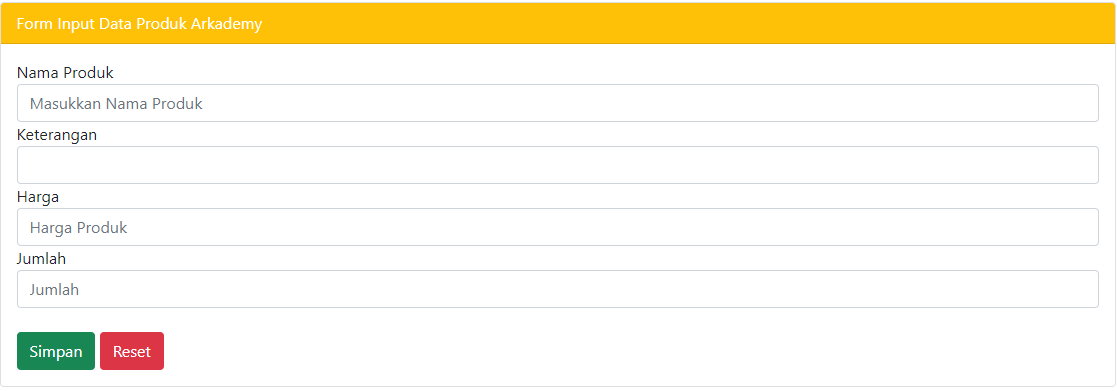 Form Input Data Produk Arkademy
Nama Produk
Masukkan Nama Produk
Keterangan
Harga
Harga Produk
Jumlah
Jumlah
Simpan Reset